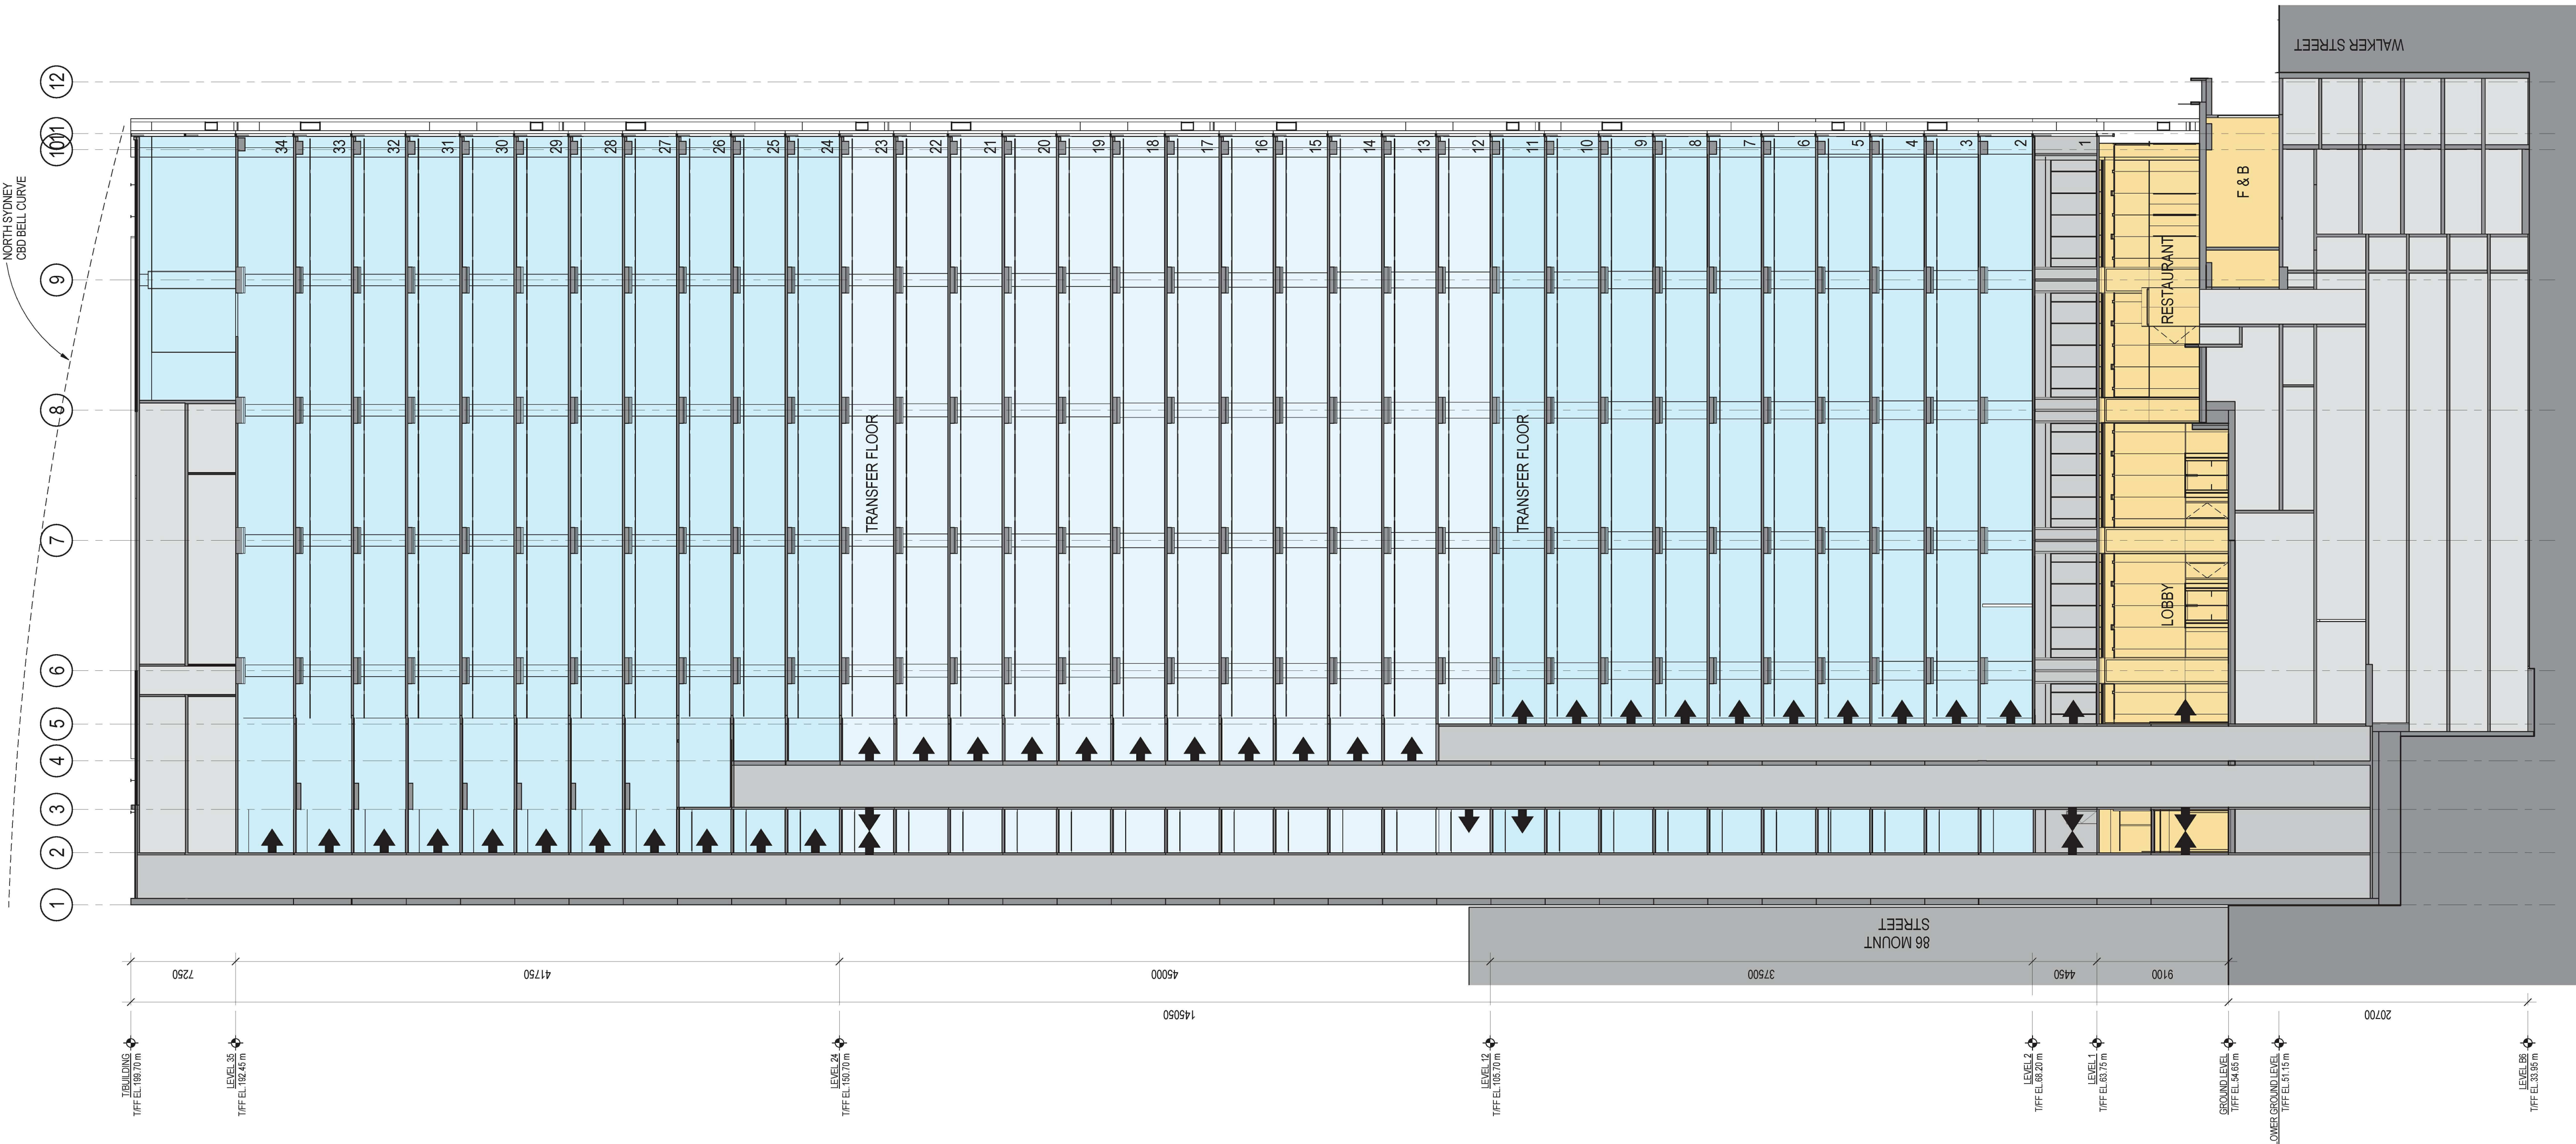 NORTH SYDNEY
CBD BELL CURVE
1
2
3
4
5
6
7
8
9
10
11
12
34
33
32
31
30
29
28
27
26
25
24
23
22
21
20
19
18
17
16
15
14
13
12
11
10
9
8
7
6
5
4
3
2
1
TRANSFER FLOOR
TRANSFER FLOOR
LOBBY
RESTAURANT
F & B
WALKER STREET
86 MOUNT
STREET
7250
41750
45000
37500
4450
9100
145050
20700
T/BUILDING
T/FF EL.199.70 m
LEVEL 35
T/FF EL.192.45 m
LEVEL 24
T/FF EL.150.70 m
LEVEL 12
T/FF EL.105.70 m
LEVEL 2
T/FF EL.68.20 m
LEVEL 1
T/FF EL.63.75 m
GROUND LEVEL
T/FF EL.54.65 m
OWER GROUND LEVEL
T/FF EL.51.15 m
LEVEL B6
T/FF EL.33.95 m